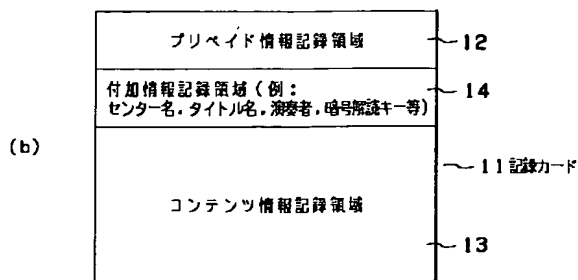 プリペイド情報記録領域
12
付加情報記録領域(例:
センター名,タイトル名,演奏者,暗号解読キー等)
14
(b)
11 記録カード
コンテンツ情報記録領域
13